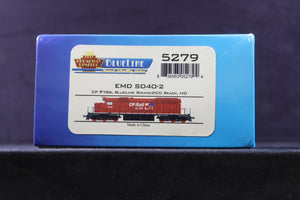 BROADWAY
LIMITED
BLUELINE
5279
EMD SD40-2
CP #786, BLUELINE SOUND/DCC READY, HO
CP Rail
Made in China